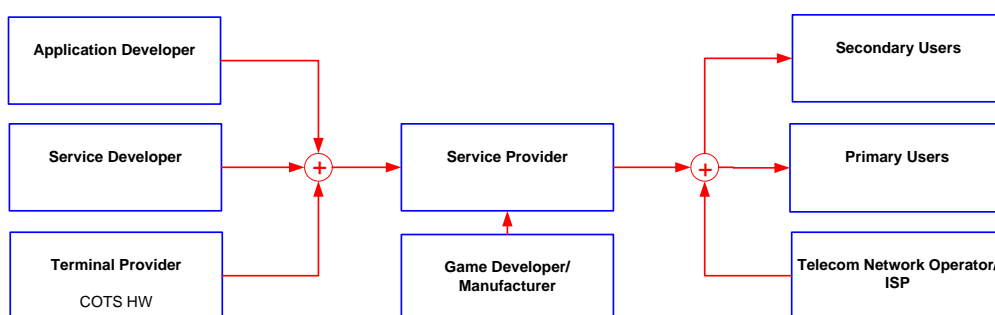 Application Developer
Secondary Users
Service Developer
+
Service Provider
+
Primary Users
Terminal Provider
COTS HW
Game Developer/
Manufacturer
Telecom Network Operator/
ISP